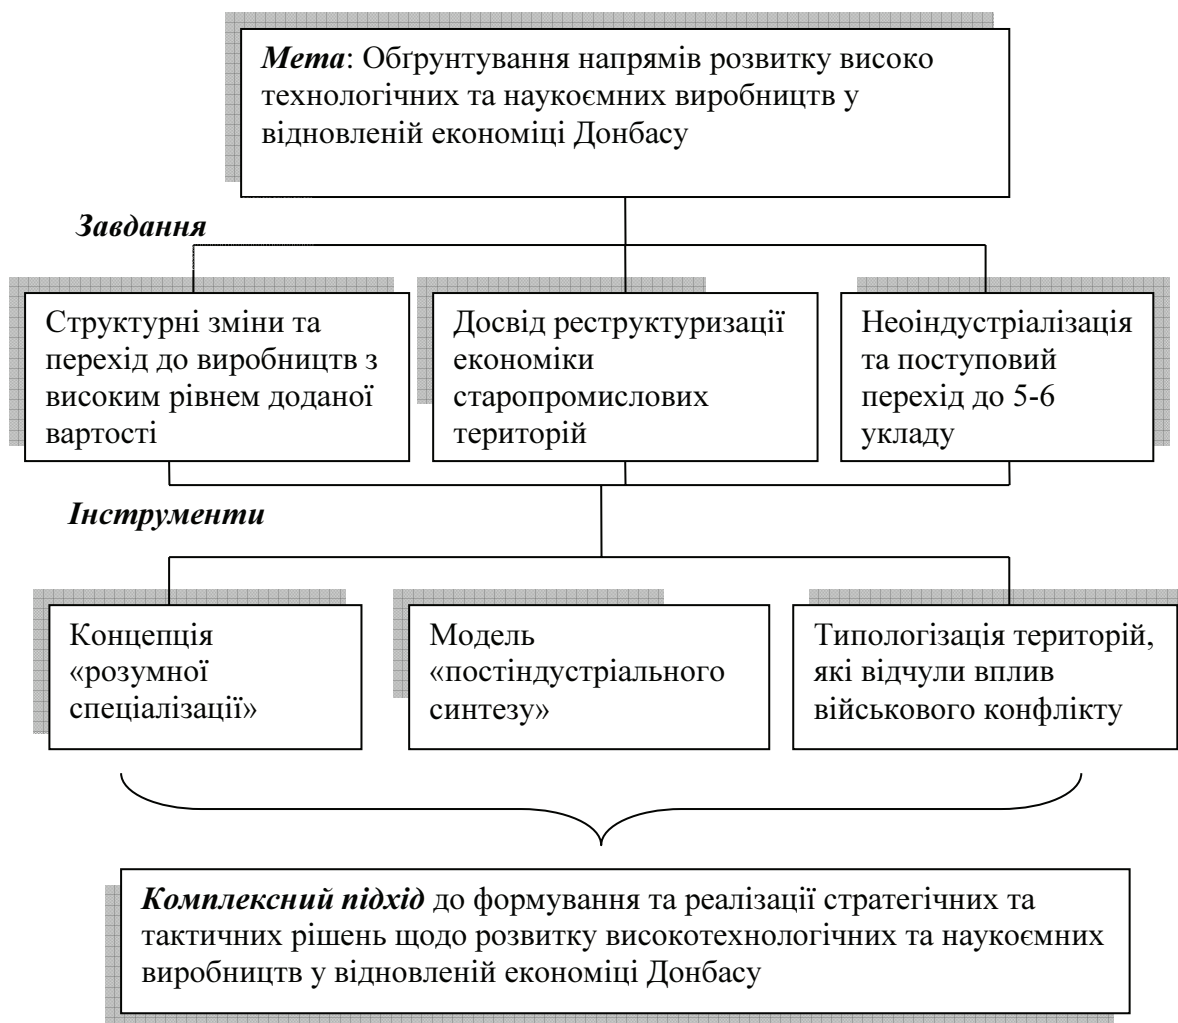 Мета: Обґрунтування напрямів розвитку високо
технологічних та наукоємних виробництв у
відновленій економіці Донбасу
Завдання
Структурні зміни та
перехід до виробництв з
високим рівнем доданої
вартості
Досвід реструктуризації
економіки
старопромислових
територій
Неоіндустріалізація
та поступовий
перехід до 5-6
укладу
Інструменти
Концепція
«розумної
спеціалізації»
Модель
«постіндустріального
синтезу»
Типологізація територій,
які відчули вплив
військового конфлікту
Комплексний підхід до формування та реалізації стратегічних та
тактичних рішень щодо розвитку високотехнологічних та наукоємних
виробництв у відновленій економіці Донбасу